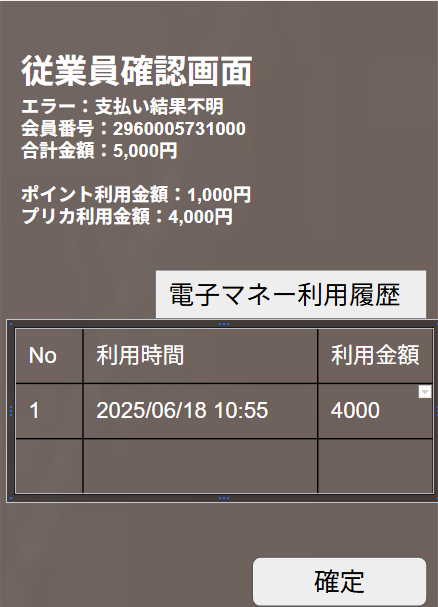 従業員確認画面
エラー：支払い結果不明
会員番号：2960005731000
合計金額：5,000円
ポイント利用金額：1,000円
プリカ利用金額：4,000円
電子マネー利用履歴
No 利用時間 利用金額
1 2025/06/18 10:55 4000
確定